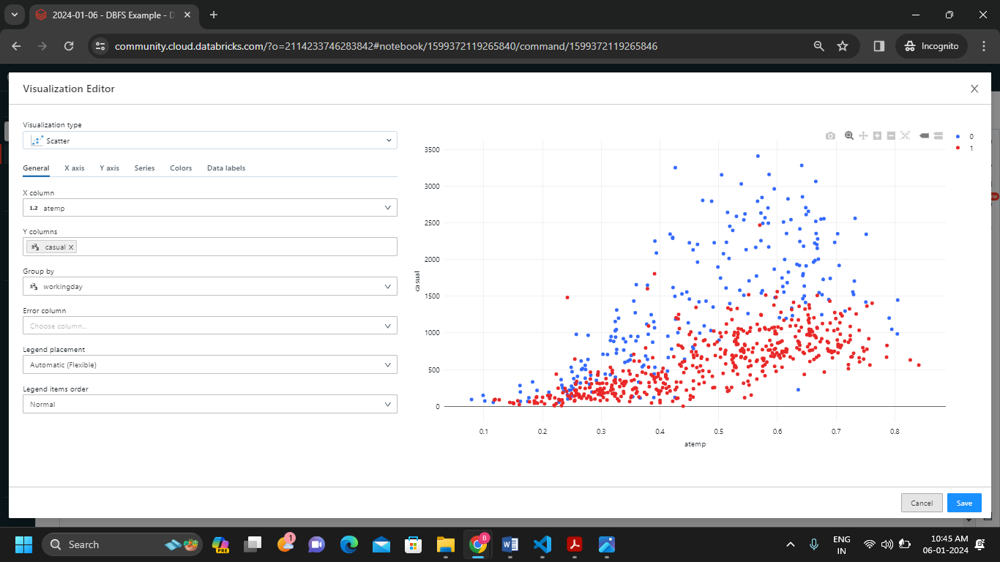 2024-01-06 - DBFS Example - D
community.cloud.databricks.com/?o=2114233746283842#notebook/1599372119265840/command/1599372119265846
Incognito
Visualization Editor
Visualization type
Scatter
General X axis Y axis Series Colors Data labels
X column
1.2 atemp
Y columns
casual
Group by
workingday
Error column
Choose column...
Legend placement
Automatic (Flexible)
Legend items order
Normal
0
1
3500
3000
2500
2000
1500
1000
500
0
casual
0.1 0.2 0.3 0.4 0.5 0.6 0.7 0.8
atemp
Cancel Save
Search
PRE
1
B
ENG
IN
10:45 AM
06-01-2024